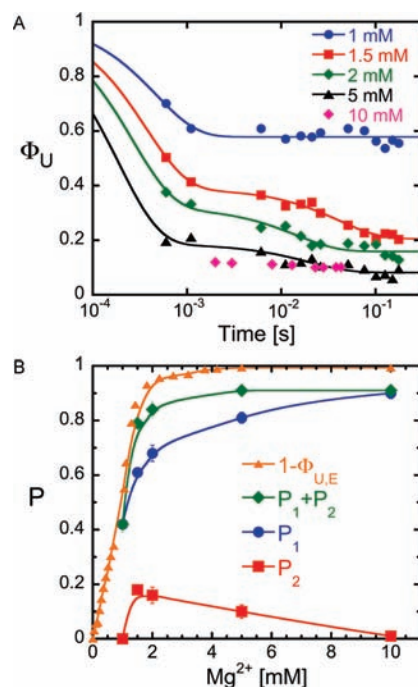 A
1
0.8
0.6
0.4
0.2
0
Φ_U
1 mM
1.5 mM
2 mM
5 mM
10 mM
10⁻⁴
10⁻³
10⁻²
10⁻¹
Time [s]
B
1
0.8
0.6
0.4
0.2
0
P
1-Φ_U,E
P₁+P₂
P₁
P₂
0
2
4
6
8
10
Mg²⁺ [mM]